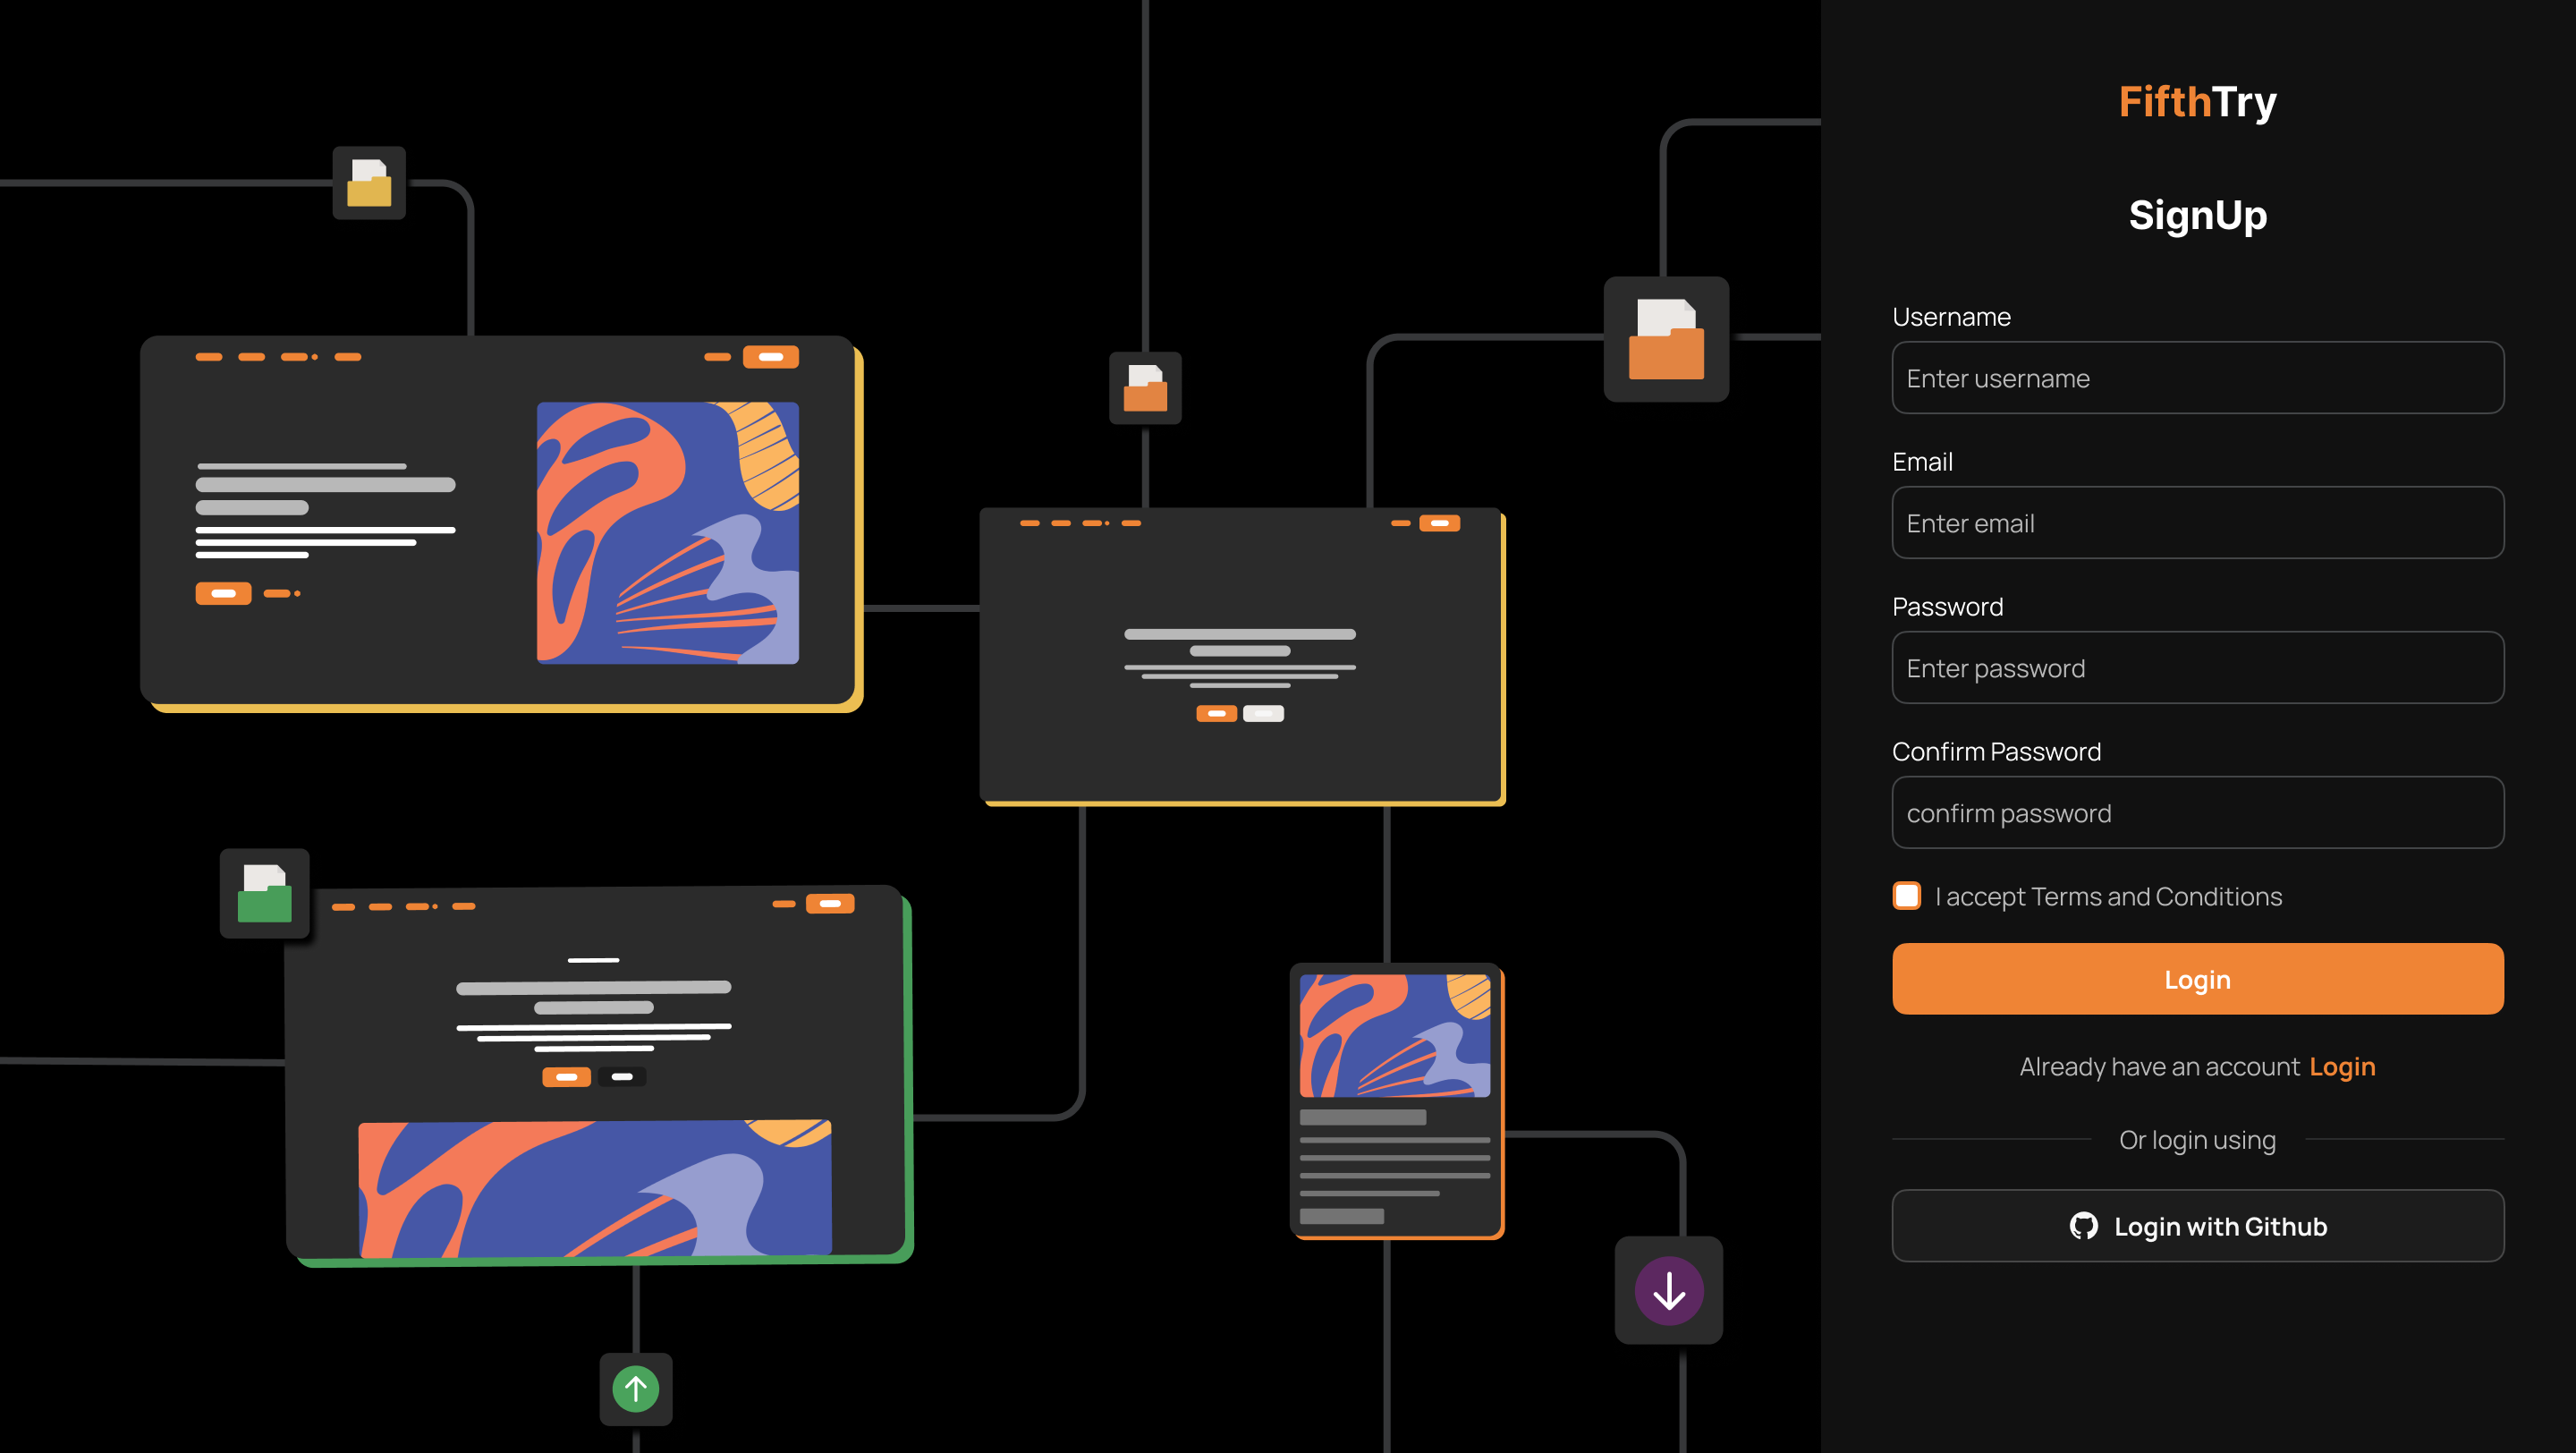 FifthTry
SignUp
Username
Enter username
Email
Enter email
Password
Enter password
Confirm Password
confirm password
I accept Terms and Conditions
Login
Already have an account Login
Or login using
Login with Github